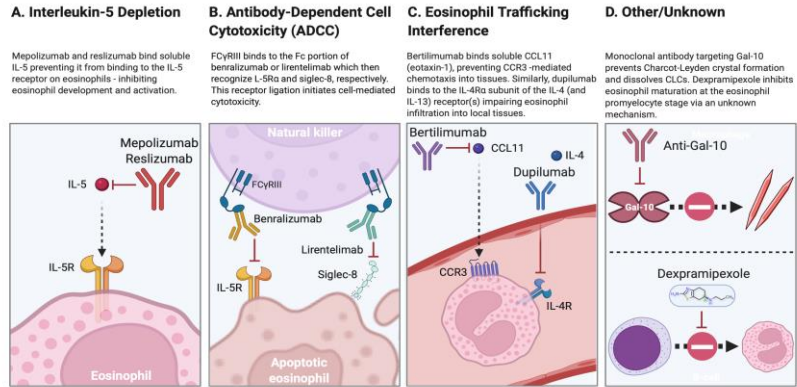 A. Interleukin-5 Depletion
Mepolizumab and reslizumab bind soluble
IL-5 preventing it from binding to the IL-5
receptor on eosinophils - inhibiting
eosinophil development and activation.
Mepolizumab
Reslizumab
IL-5
IL-5R
Eosinophil
B. Antibody-Dependent Cell
Cytotoxicity (ADCC)
FCγRIII binds to the Fc portion of
benralizumab or lirentelimab which then
recognize L-5Rα and siglec-8, respectively.
This receptor ligation initiates cell-mediated
cytotoxicity.
Natural killer
FCγRIII
Benralizumab
Lirentelimab
IL-5R
Siglec-8
Apoptotic
eosinophil
C. Eosinophil Trafficking
Interference
Bertilimumab binds soluble CCL11
(eotaxin-1), preventing CCR3 -mediated
chemotaxis into tissues. Similarly, dupilumab
binds to the IL-4Rα subunit of the IL-4 (and
IL-13) receptor(s) impairing eosinophil
infiltration into local tissues.
Bertilimumab
CCL11
IL-4
Dupilumab
CCR3
IL-4R
D. Other/Unknown
Monoclonal antibody targeting Gal-10
prevents Charcot-Leyden crystal formation
and dissolves CLCs. Dexpramipexole inhibits
eosinophil maturation at the eosinophil
promyelocyte stage via an unknown
mechanism.
Anti-Gal-10
Gal-10
Dexpramipexole